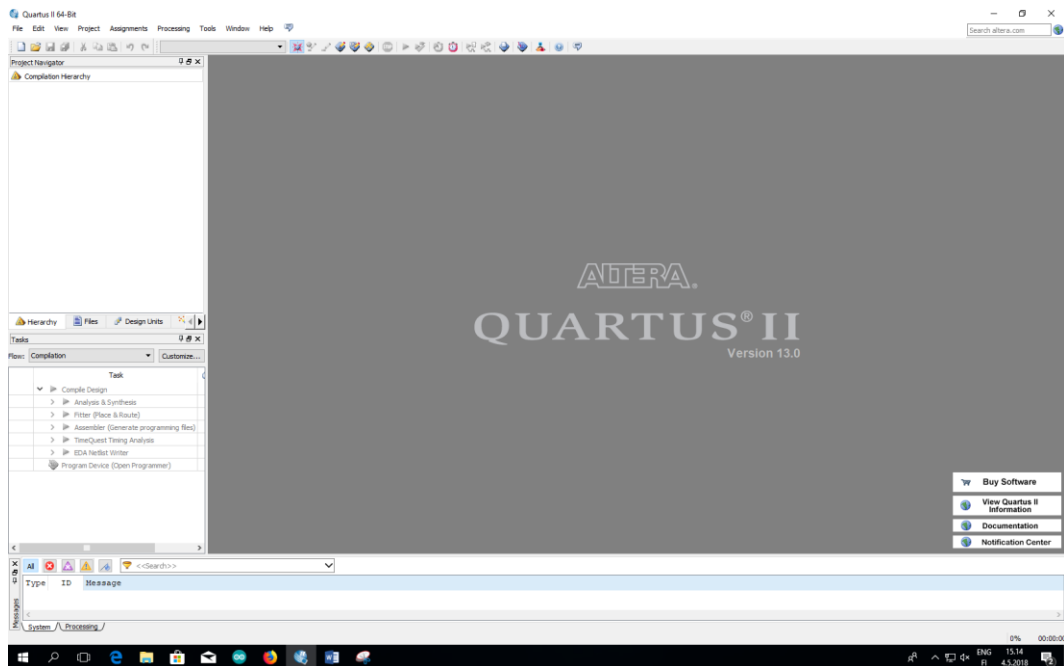 Quartus II 64-Bit
File Edit View Project Assignments Processing Tools Window Help
Search altera.com
Project Navigator
Compilation Hierarchy
Hierarchy Files Design Units
Tasks
Flow: Compilation Customize...
Task
Compile Design
Analysis & Synthesis
Fitter (Place & Route)
Assembler (Generate programming files)
TimeQuest Timing Analysis
EDA Netlist Writer
Program Device (Open Programmer)
ALTERA®
QUARTUS® II
Version 13.0
Buy Software
View Quartus II
Information
Documentation
Notification Center
All <<Search>>
Type ID Message
Messages
System Processing
0% 00:00:00
ENG 15.14
FI 4.5.2018